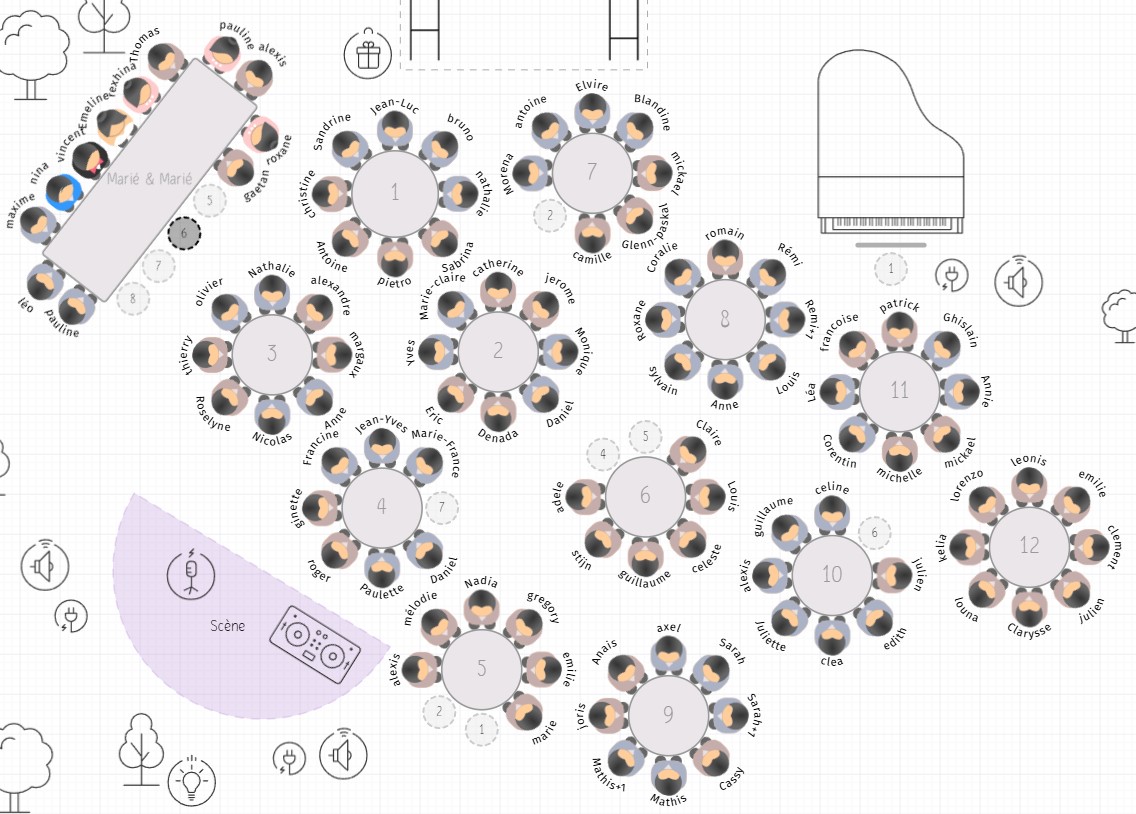 Thomas
pauline
alexis
Emeline
vincent
nina
maxime
léo
pauline
gaetan
roxane
Marié & Marié
5
6
7
8
1
Jean-Luc
bruno
nathalie
Sabrina
pietro
Antoine
christine
Sandrine
7
Elvire
Blandine
mickael
Glenn-paskal
camille
2
Morena
antoine
3
Nathalie
alexandre
margaux
Anne
Nicolas
Roselyne
thierry
olivier
2
catherine
jerome
Monique
Daniel
Denada
Eric
Yves
Marie-claire
8
romain
Rémi
Remi+1
Louis
Anne
sylvain
Roxane
Coralie
1
11
patrick
Ghislain
Annie
mickael
michelle
Corentin
Léa
francoise
4
Jean-Yves
Marie-France
7
Daniel
Paulette
roger
ginette
Francine
6
4
5
Claire
Louis
celeste
guillaume
stijn
adele
10
celine
6
julien
edith
clea
Juliette
alexis
guillaume
12
leonis
emilie
clement
julien
Clarysse
louna
kelia
lorenzo
Scène
5
Nadia
gregory
emilie
marie
1
2
alexis
mélodie
9
axel
Sarah
Sarah+1
Cassy
Mathis
Mathis+1
joris
Anais